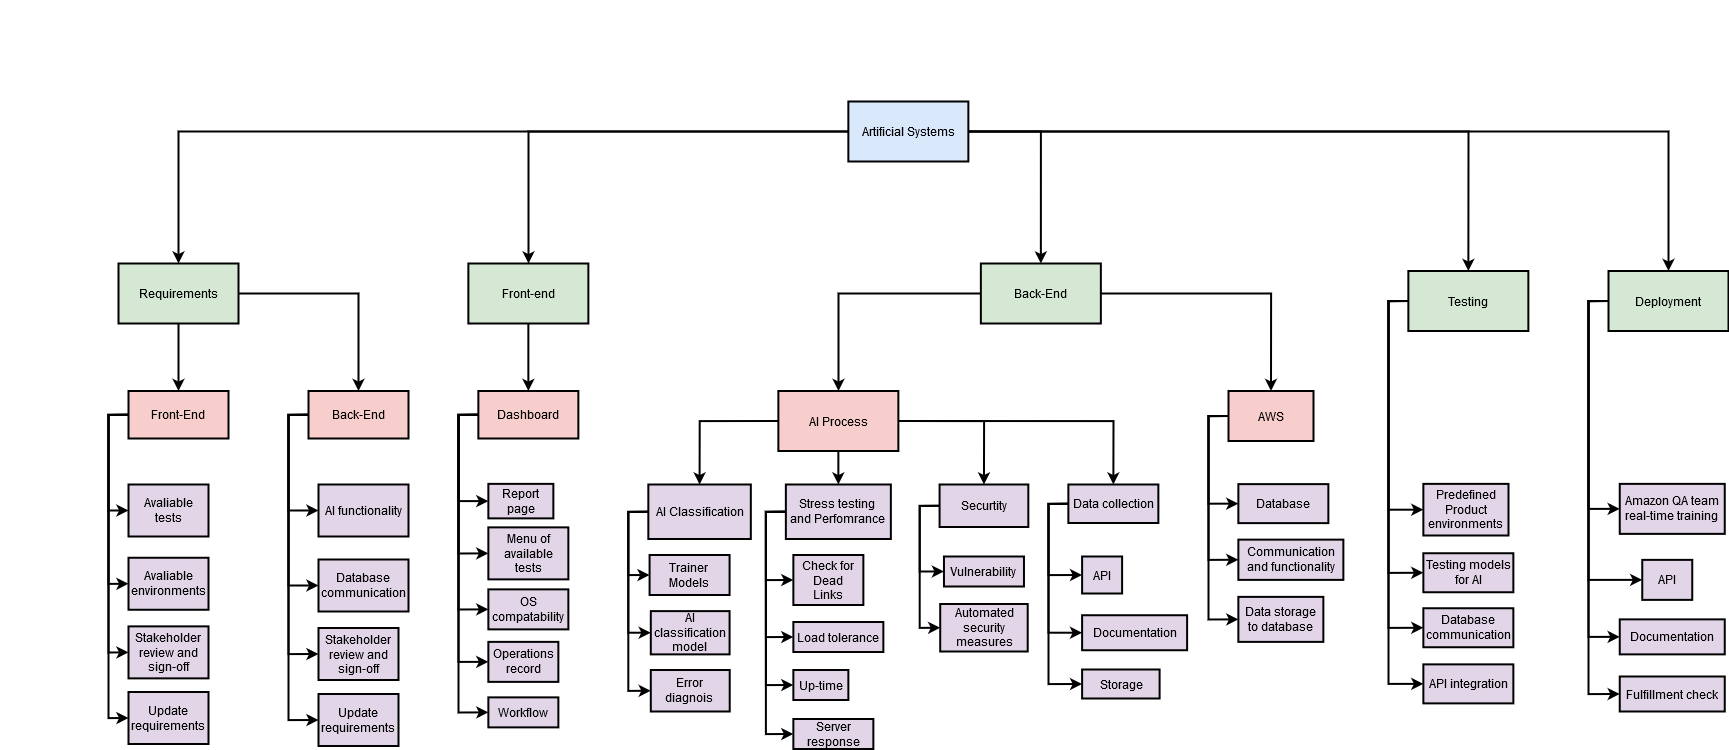 Artificial Systems
Requirements
Front-end
Back-End
Testing
Deployment
Front-End
Avaliable
tests
Avaliable
environments
Stakeholder
review and
sign-off
Update
requirements
Back-End
AI functionality
Database
communication
Stakeholder
review and
sign-off
Update
requirements
Dashboard
Report
page
Menu of
available
tests
OS
compatability
Operations
record
Workflow
AI Process
AI Classification
Trainer
Models
AI
classification
model
Error
diagnois
Stress testing
and Perfomrance
Check for
Dead
Links
Load tolerance
Up-time
Server
response
Securtity
Vulnerability
Automated
security
measures
Data collection
API
Documentation
Storage
AWS
Database
Communication
and functionality
Data storage
to database
Predefined
Product
environments
Testing models
for AI
Database
communication
API integration
Amazon QA team
real-time training
API
Documentation
Fulfillment check